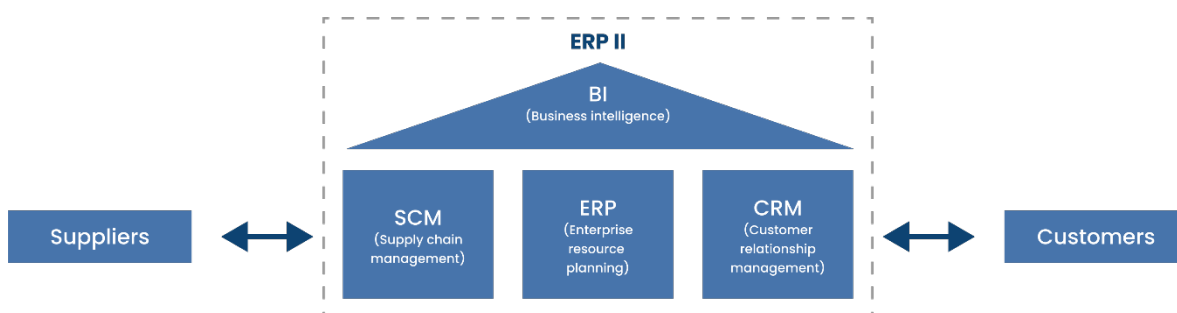 ERP II
BI
(Business intelligence)
Suppliers
SCM
(Supply chain
management)
ERP
(Enterprise
resource
planning)
CRM
(Customer
relationship
management)
Customers